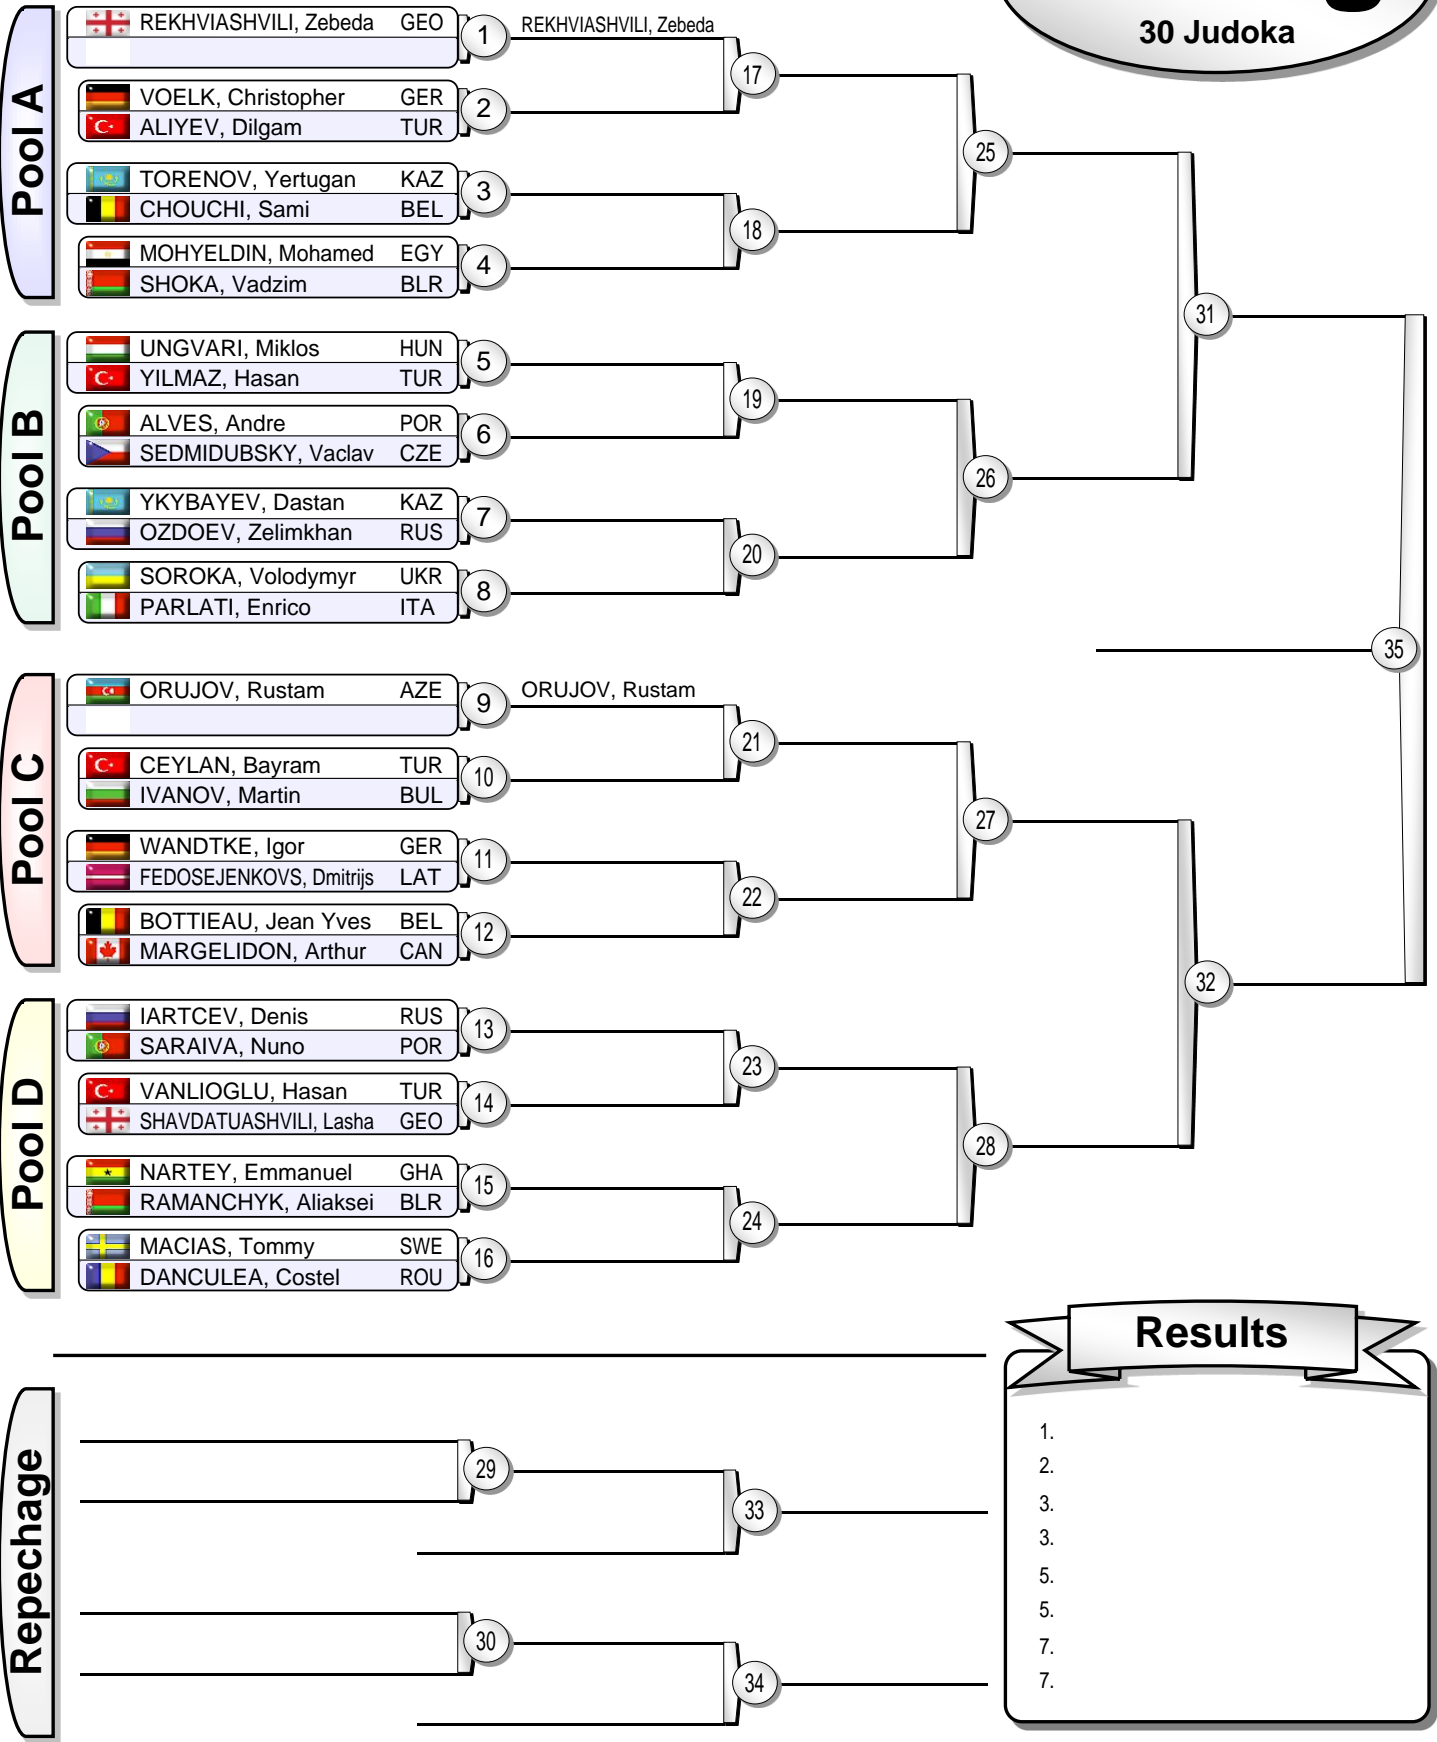 30 Judoka
Pool A
REKHVIASHVILI, Zebeda GEO
1
REKHVIASHVILI, Zebeda
17
VOELK, Christopher GER
2
ALIYEV, Dilgam TUR
25
TORENOV, Yertugan KAZ
3
CHOUCHI, Sami BEL
18
MOHYELDIN, Mohamed EGY
4
SHOKA, Vadzim BLR
31
Pool B
UNGVARI, Miklos HUN
5
YILMAZ, Hasan TUR
19
ALVES, Andre POR
6
SEDMIDUBSKY, Vaclav CZE
26
YKYBAYEV, Dastan KAZ
7
OZDOEV, Zelimkhan RUS
20
SOROKA, Volodymyr UKR
8
PARLATI, Enrico ITA
35
Pool C
ORUJOV, Rustam AZE
9
ORUJOV, Rustam
21
CEYLAN, Bayram TUR
10
IVANOV, Martin BUL
27
WANDTKE, Igor GER
11
FEDOSEJENKOVS, Dmitrijs LAT
22
BOTTIEAU, Jean Yves BEL
12
MARGELIDON, Arthur CAN
32
Pool D
IARTCEV, Denis RUS
13
SARAIVA, Nuno POR
23
VANLIOGLU, Hasan TUR
14
SHAVDATUASHVILI, Lasha GEO
28
NARTEY, Emmanuel GHA
15
RAMANCHYK, Aliaksei BLR
24
MACIAS, Tommy SWE
16
DANCULEA, Costel ROU
Repechage
29
33
30
34
Results
1.
2.
3.
3.
5.
5.
7.
7.